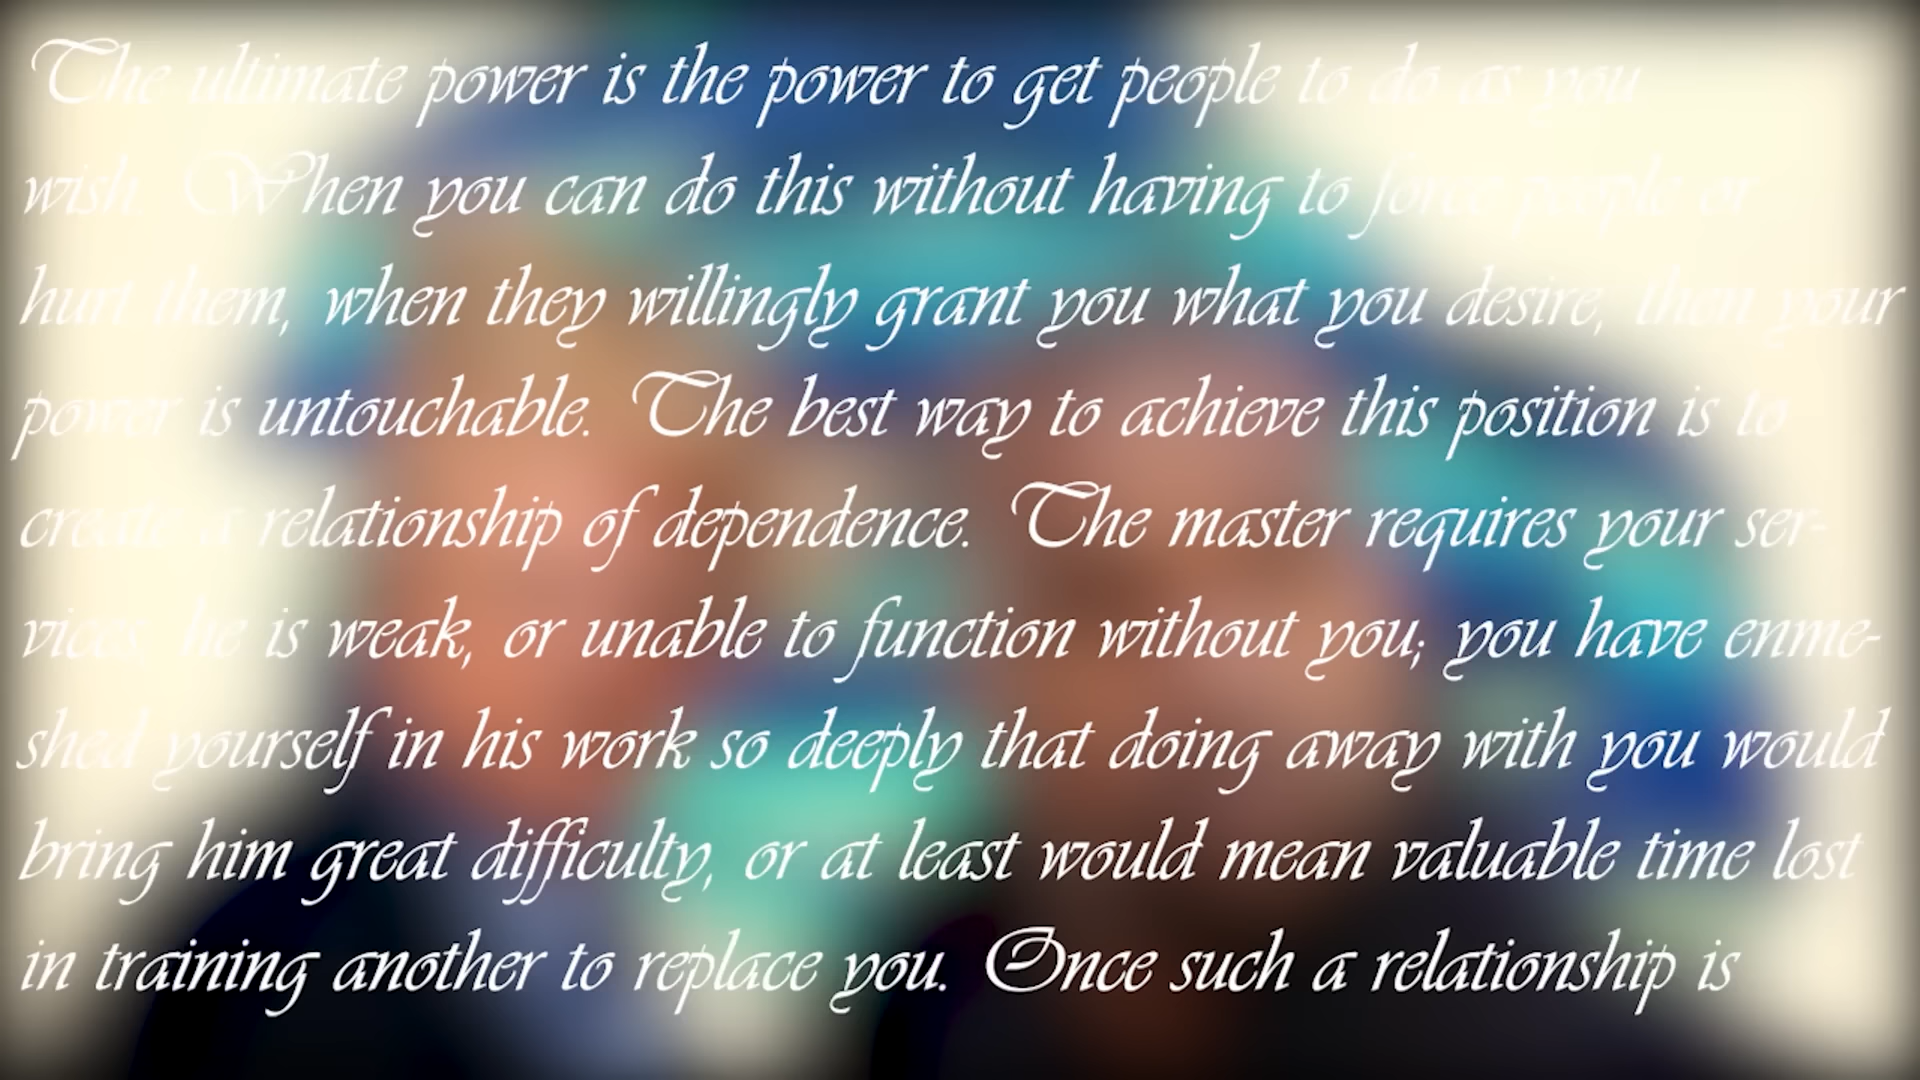 The ultimate power is the power to get people to do as you
wish. When you can do this without having to force people or
hurt them, when they willingly grant you what you desire, then your
power is untouchable. The best way to achieve this position is to
create a relationship of dependence. The master requires your ser-
vices, he is weak, or unable to function without you; you have enme-
shed yourself in his work so deeply that doing away with you would
bring him great difficulty, or at least would mean valuable time lost
in training another to replace you. Once such a relationship is